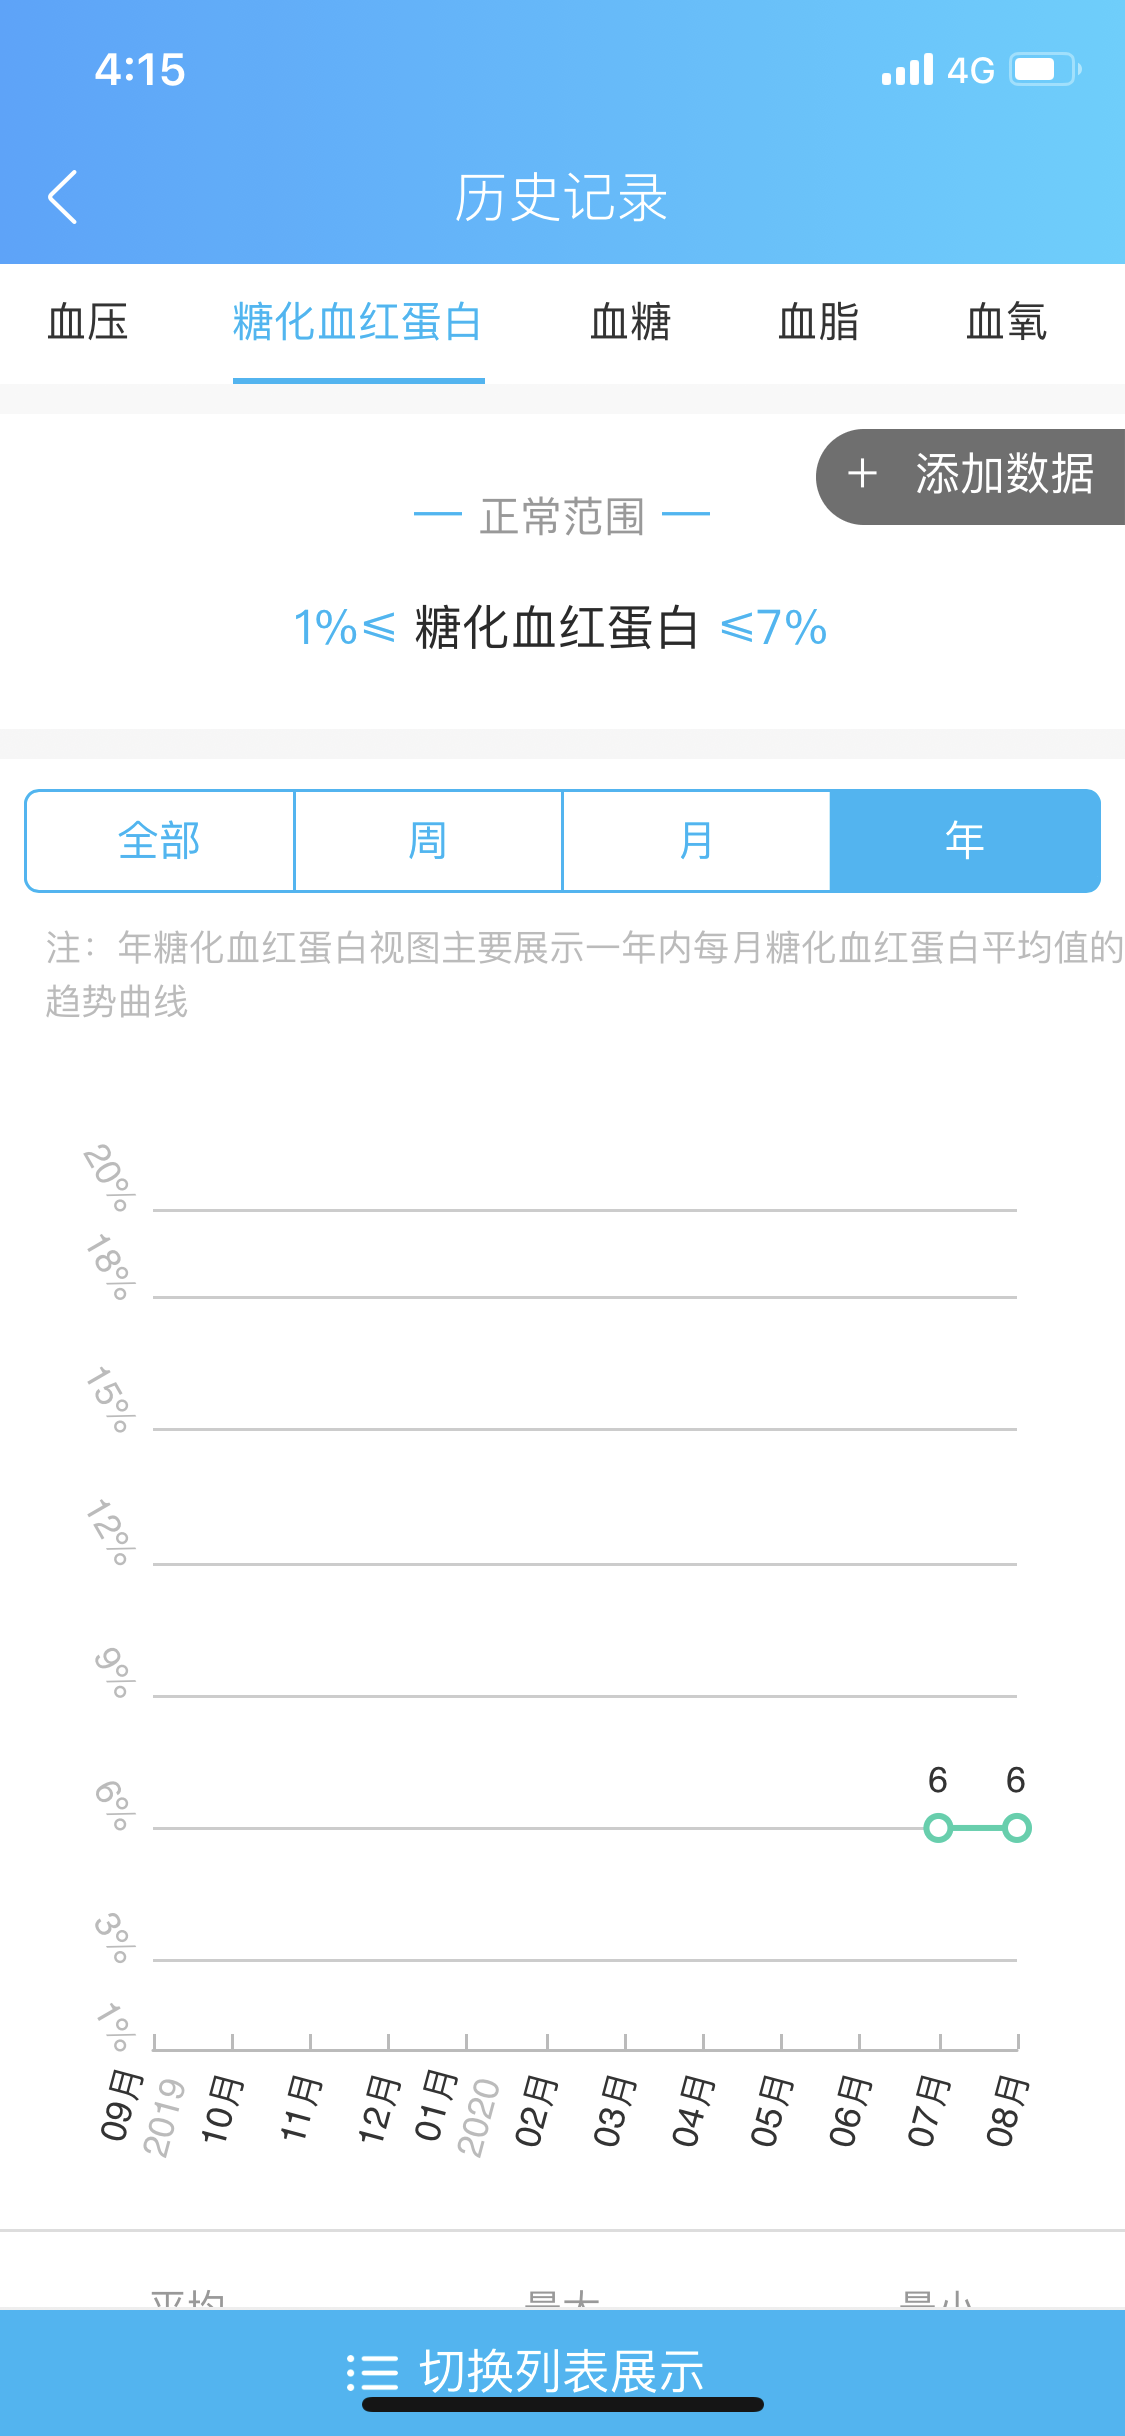 4:15
4G
历史记录
血压 糖化血红蛋白 血糖 血脂 血氧
添加数据
正常范围
1%⩽ 糖化血红蛋白 ⩽7%
全部 周 月 年
注：年糖化血红蛋白视图主要展示一年内每月糖化血红蛋白平均值的
趋势曲线
20%
18%
15%
12%
9%
6%
6 6
3%
1%
09月 10月 11月 12月 01月 02月 03月 04月 05月 06月 07月 08月
2019 2020
平均 最大 最小
切换列表展示